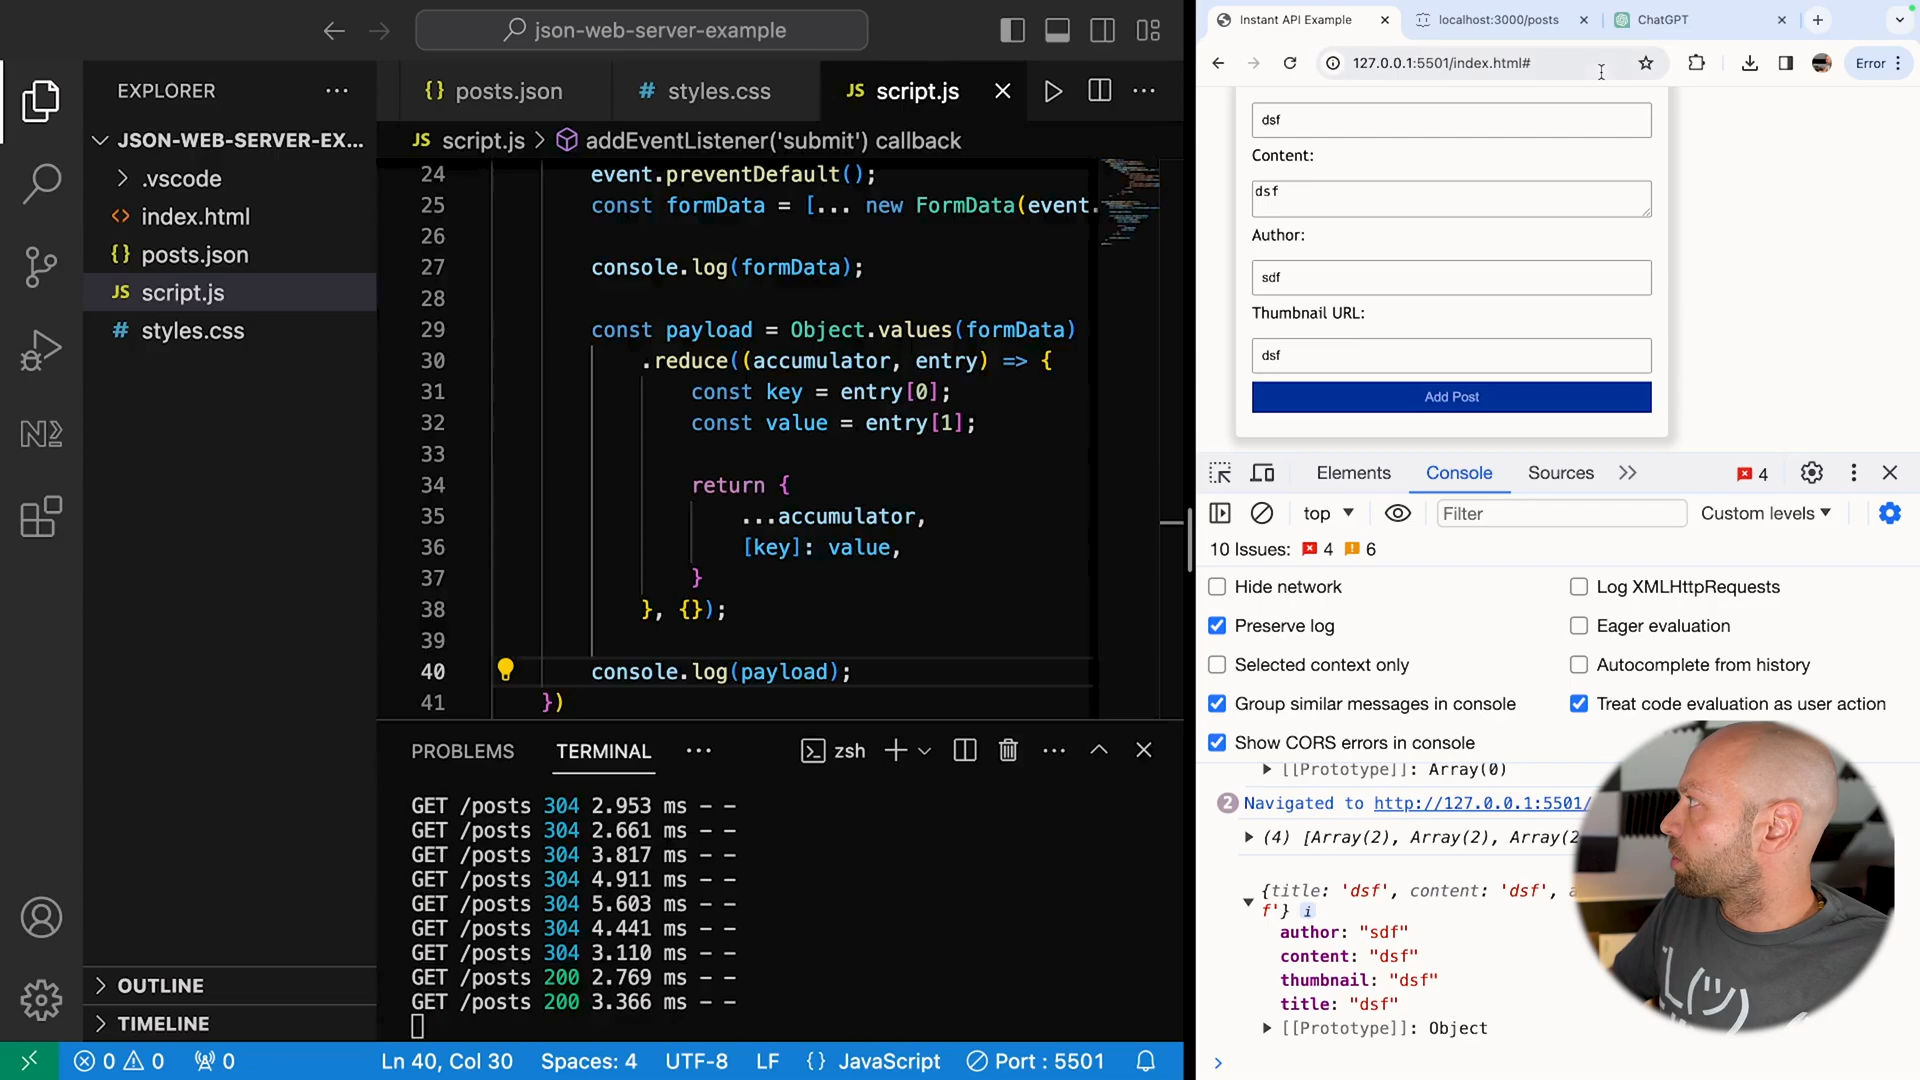 json-web-server-example
EXPLORER
JSON-WEB-SERVER-EX...
.vscode
index.html
posts.json
script.js
styles.css
OUTLINE
TIMELINE
{} posts.json
# styles.css
JS script.js
JS script.js > addEventListener('submit') callback
24 event.preventDefault();
25 const formData = [... new FormData(event.
26
27 console.log(formData);
28
29 const payload = Object.values(formData)
30 .reduce((accumulator, entry) => {
31 const key = entry[0];
32 const value = entry[1];
33
34 return {
35 ...accumulator,
36 [key]: value,
37 }
38 }, {});
39
40 console.log(payload);
41 })
PROBLEMS TERMINAL zsh
GET /posts 304 2.953 ms - -
GET /posts 304 2.661 ms - -
GET /posts 304 3.817 ms - -
GET /posts 304 4.911 ms - -
GET /posts 304 5.603 ms - -
GET /posts 304 4.441 ms - -
GET /posts 304 3.110 ms - -
GET /posts 200 2.769 ms - -
GET /posts 200 3.366 ms - -
0 0 0 Ln 40, Col 30 Spaces: 4 UTF-8 LF {} JavaScript Port : 5501
Instant API Example localhost:3000/posts ChatGPT
127.0.0.1:5501/index.html# Error
dsf
Content:
dsf
Author:
sdf
Thumbnail URL:
dsf
Add Post
Elements Console Sources 4
top Filter Custom levels
10 Issues: 4 6
Hide network Log XMLHttpRequests
Preserve log Eager evaluation
Selected context only Autocomplete from history
Group similar messages in console Treat code evaluation as user action
Show CORS errors in console
[[Prototype]]: Array(0)
2 Navigated to http://127.0.0.1:5501/
(4) [Array(2), Array(2), Array(2
{title: 'dsf', content: 'dsf', a
f'} i
author: "sdf"
content: "dsf"
thumbnail: "dsf"
title: "dsf"
[[Prototype]]: Object